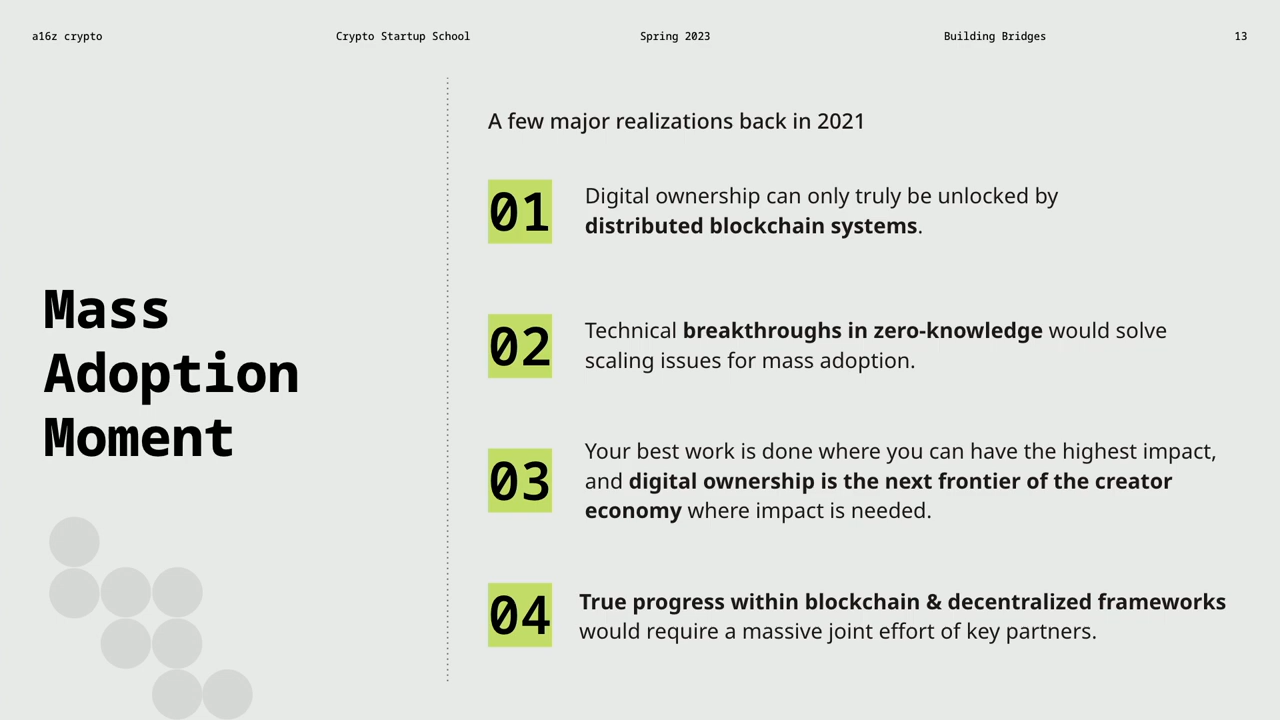 a16z crypto
Crypto Startup School
Spring 2023
Building Bridges
13
Mass
Adoption
Moment
A few major realizations back in 2021
01
Digital ownership can only truly be unlocked by
distributed blockchain systems.
02
Technical breakthroughs in zero-knowledge would solve
scaling issues for mass adoption.
03
Your best work is done where you can have the highest impact,
and digital ownership is the next frontier of the creator
economy where impact is needed.
04
True progress within blockchain & decentralized frameworks
would require a massive joint effort of key partners.